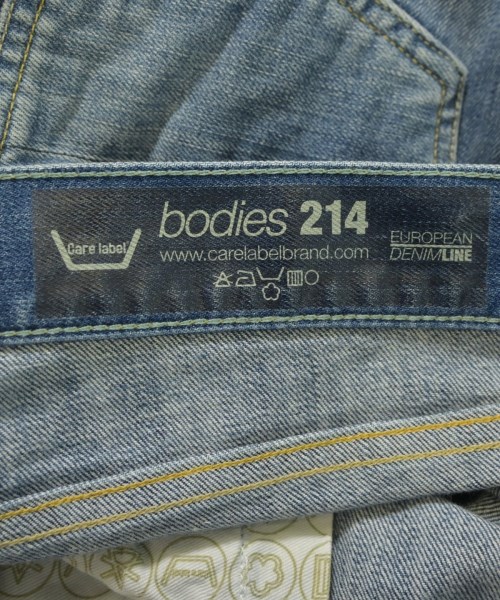 Care label
bodies 214
www.carelabelbrand.com
EUROPEAN
DENIMLINE